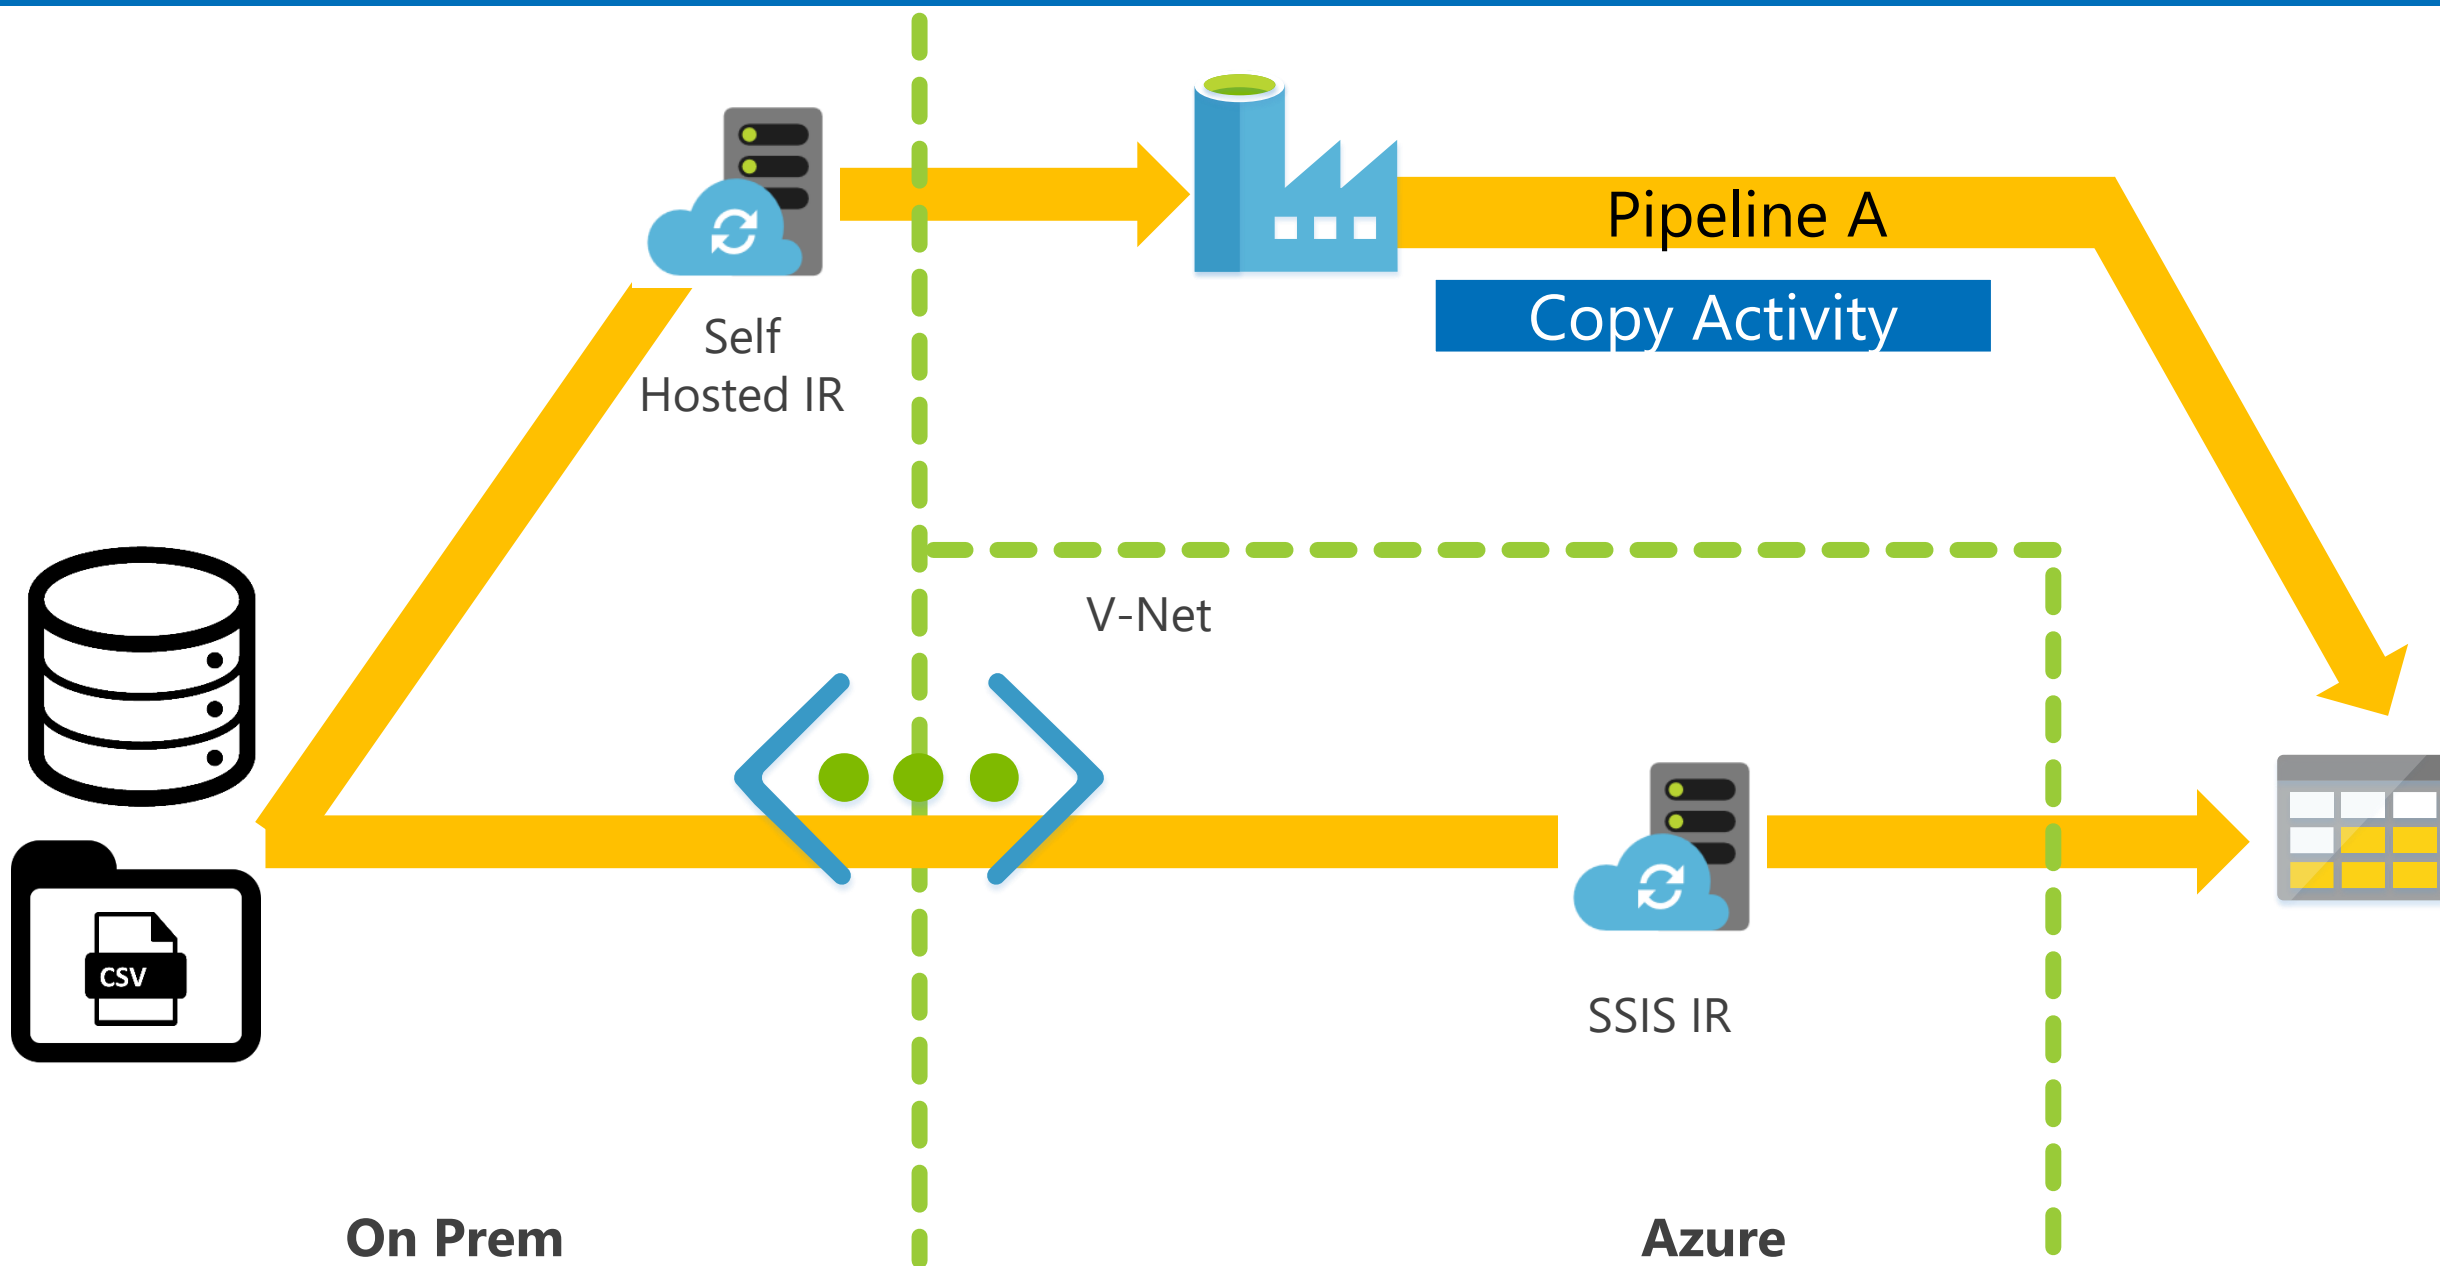 Pipeline A
Copy Activity
Self
Hosted IR
V-Net
CSV
SSIS IR
On Prem
Azure